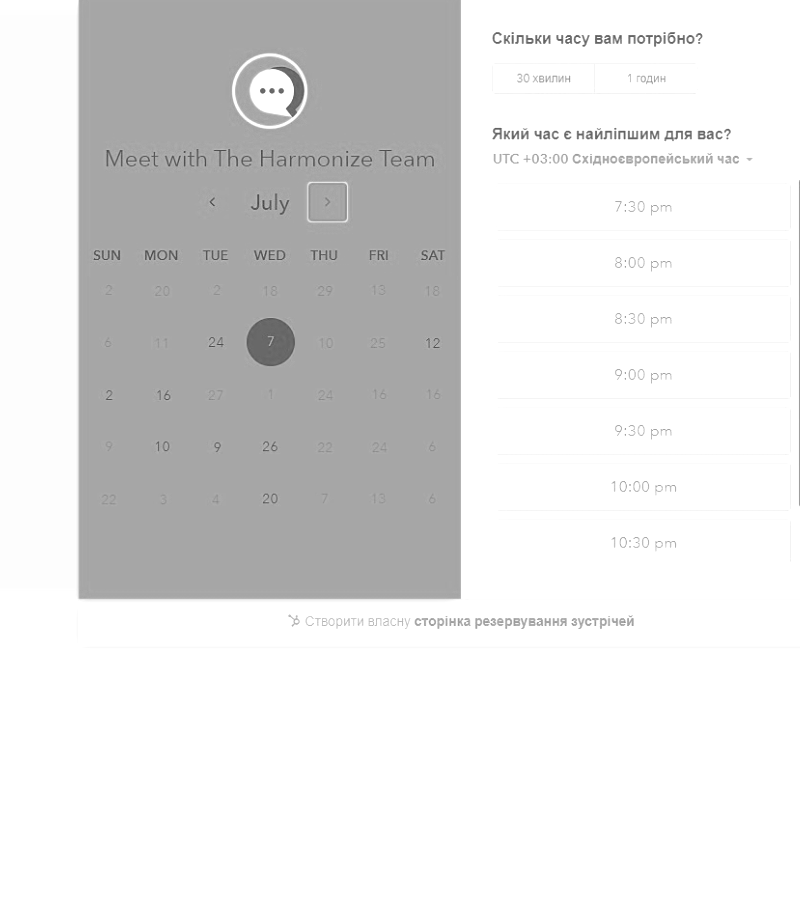 Meet with The Harmonize Team
July
SUN MON TUE WED THU FRI SAT
2 20 2 18 29 13 18
6 11 24 7 10 25 12
2 16 27 1 24 16 16
9 10 9 26 22 24 6
22 3 4 20 7 13 6
Скільки часу вам потрібно?
30 хвилин 1 годин
Який час є найліпшим для вас?
UTC +03:00 Східноєвропейський час
7:30 pm
8:00 pm
8:30 pm
9:00 pm
9:30 pm
10:00 pm
10:30 pm
Створити власну сторінка резервування зустрічей